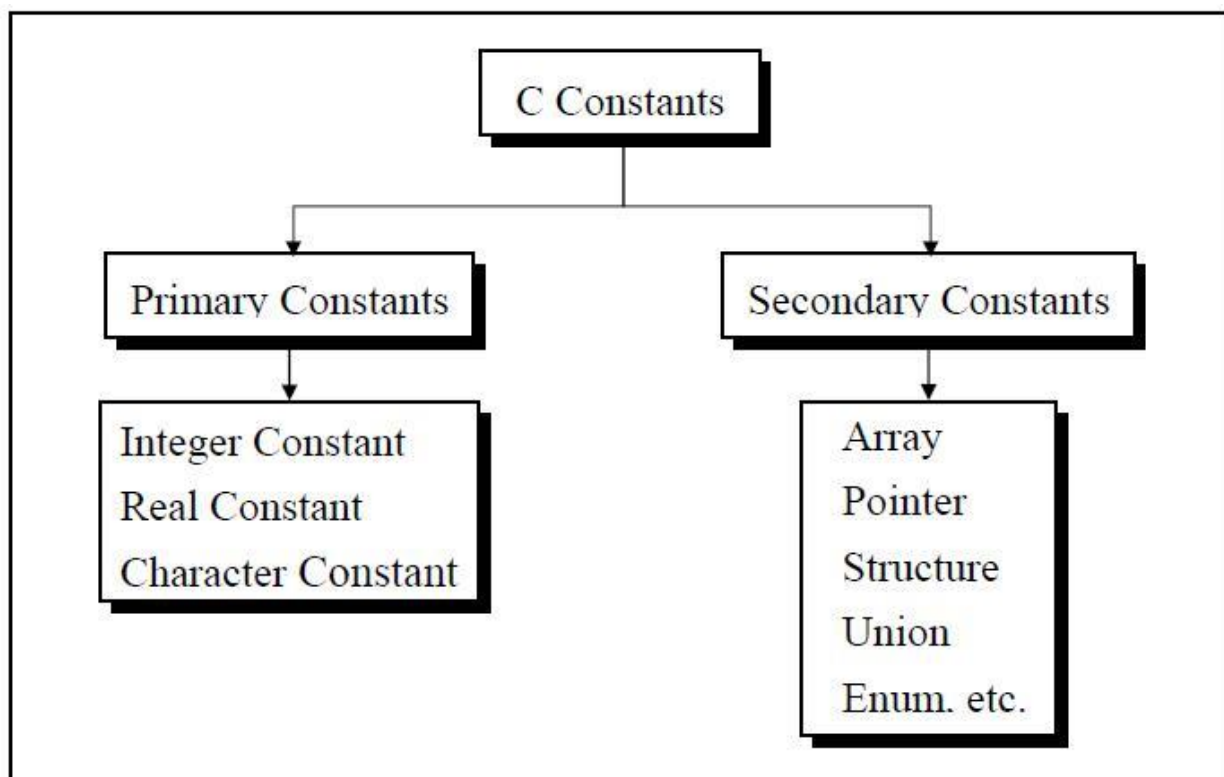 C Constants
Primary Constants
Secondary Constants
Integer Constant
Real Constant
Character Constant
Array
Pointer
Structure
Union
Enum. etc.